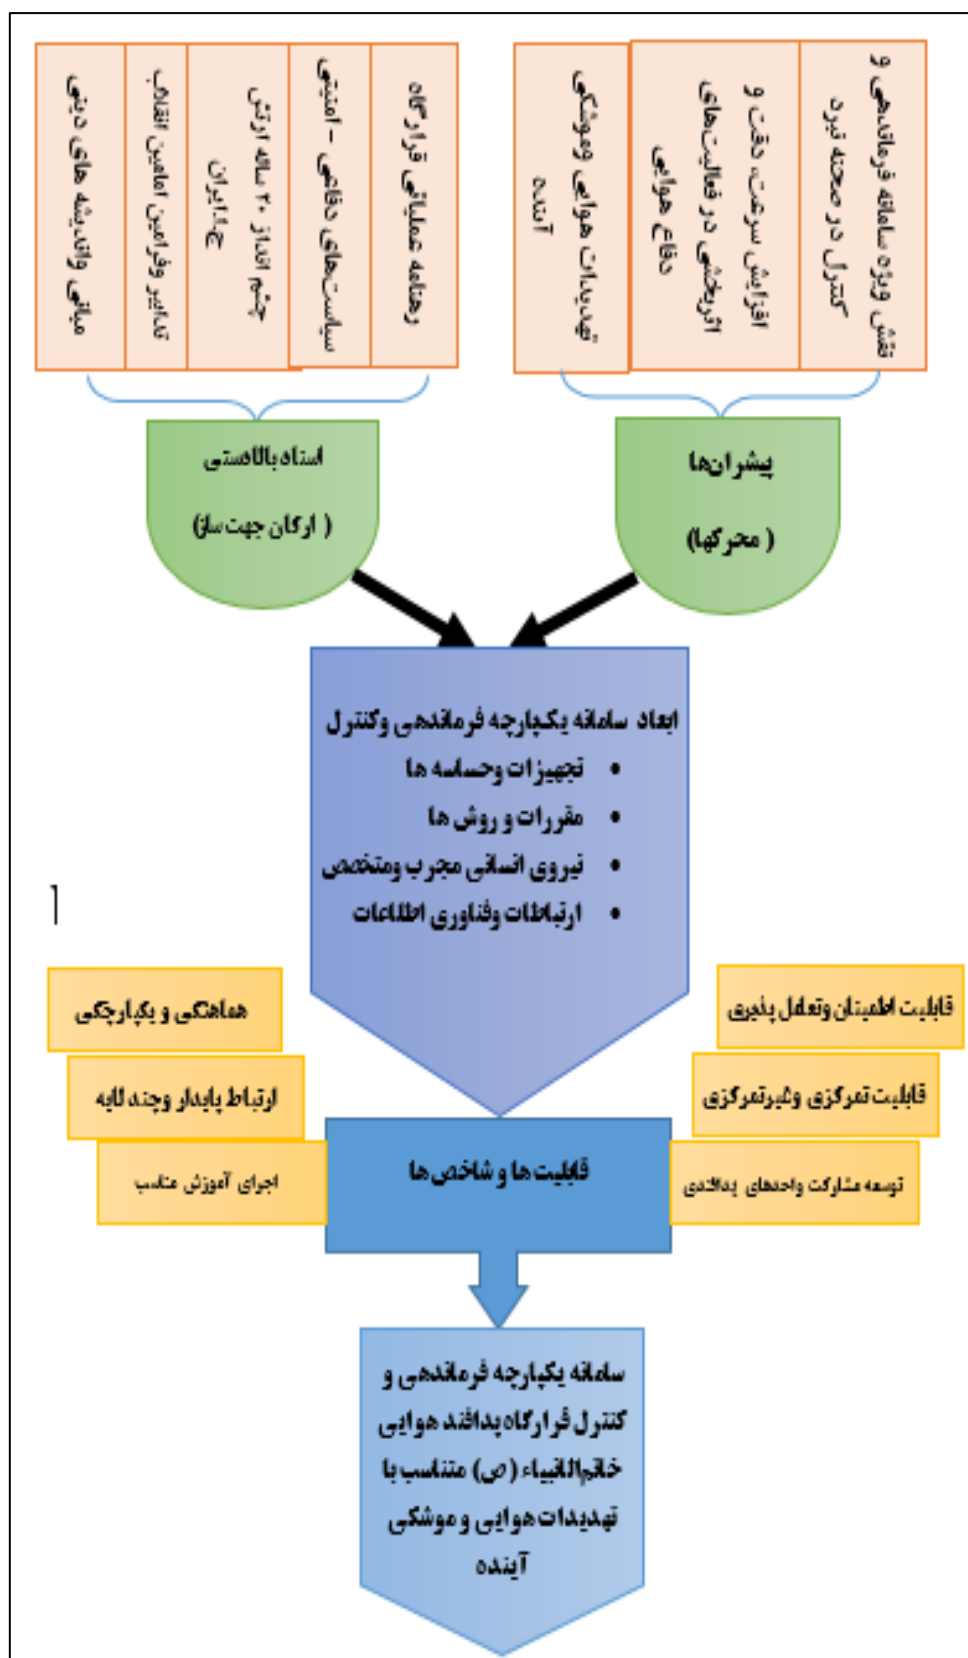 نقش ویژه سامانه فرماندهی و
کنترل در صحنه نبرد
افزایش سرعت، دقت و
اثربخشی در فعالیت‌های
دفاع هوایی
تهدیدات هوایی وموشکی
آینده
رهنامه عملیاتی قرارگاه
سیاست‌های دفاعی – امنیتی
چشم انداز ۲۰ ساله ارتش
ج.ا.ایران
تدابیر وفرامین امامین انقلاب
مبانی واندیشه های دینی
پیشران‌ها
( محرکها)
اسناد بالادستی
( ارکان جهت ساز)
ابعاد سامانه یکپارچه فرماندهی وکنترل
• تجهیزات وحساسه ها
• مقررات و روش ها
• نیروی انسانی مجرب ومتخصص
• ارتباطات وفناوری اطلاعات
قابلیت اطمینان وتعامل پذیری
قابلیت تمرکزی وغیرتمرکزی
توسعه مشارکت واحدهای پدافندی
هماهنگی و یکپارچگی
ارتباط پایدار وچند لایه
اجرای آموزش مناسب
قابلیت ها و شاخص ها
سامانه یکپارچه فرماندهی و
کنترل قرارگاه پدافند هوایی
خاتم‌الانبیاء (ص) متناسب با
تهدیدات هوایی و موشکی
آینده